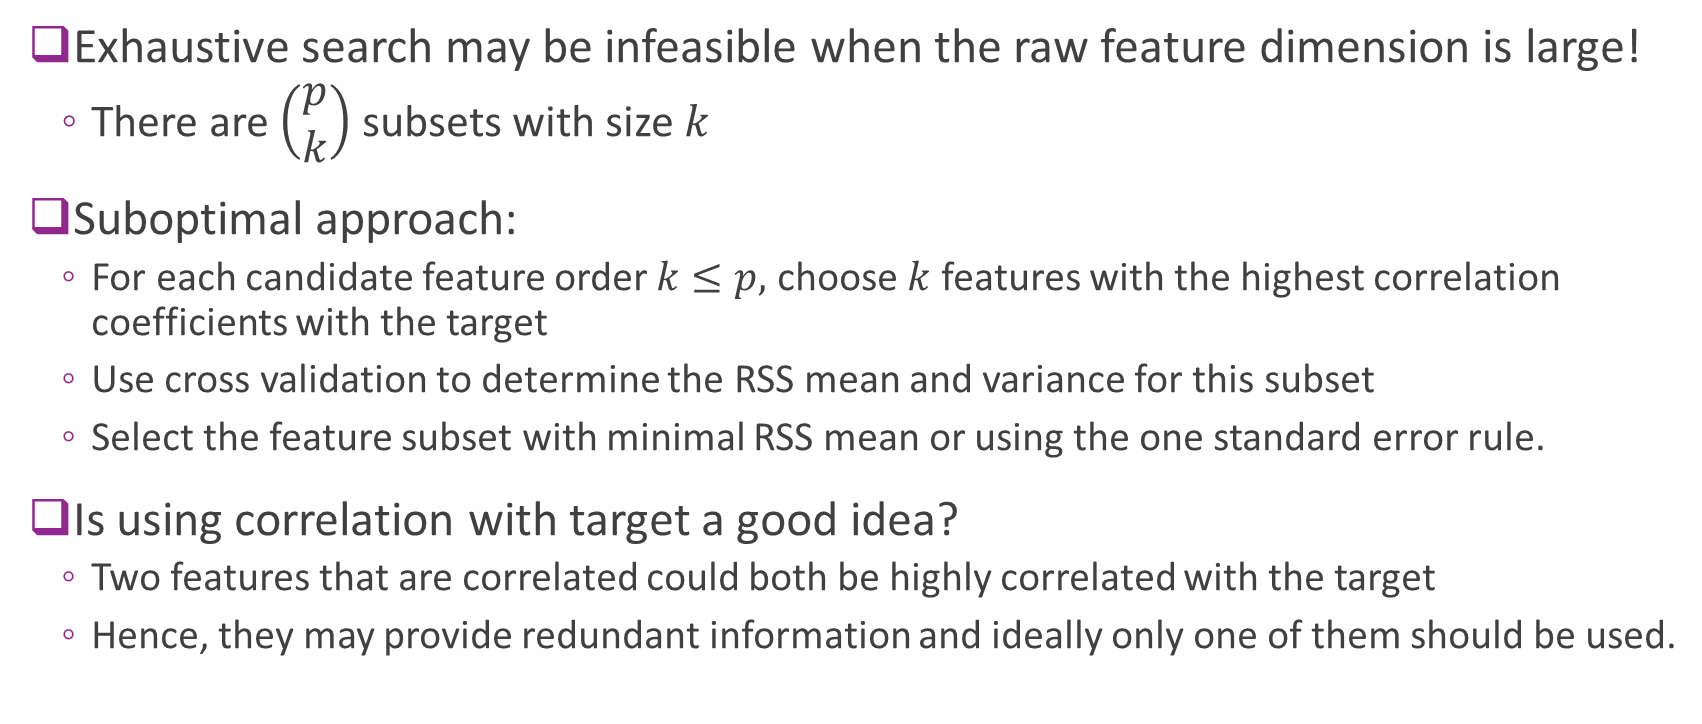 ❑Exhaustive search may be infeasible when the raw feature dimension is large!
◦ There are (p k) subsets with size k
❑Suboptimal approach:
◦ For each candidate feature order k ≤ p, choose k features with the highest correlation
coefficients with the target
◦ Use cross validation to determine the RSS mean and variance for this subset
◦ Select the feature subset with minimal RSS mean or using the one standard error rule.
❑Is using correlation with target a good idea?
◦ Two features that are correlated could both be highly correlated with the target
◦ Hence, they may provide redundant information and ideally only one of them should be used.